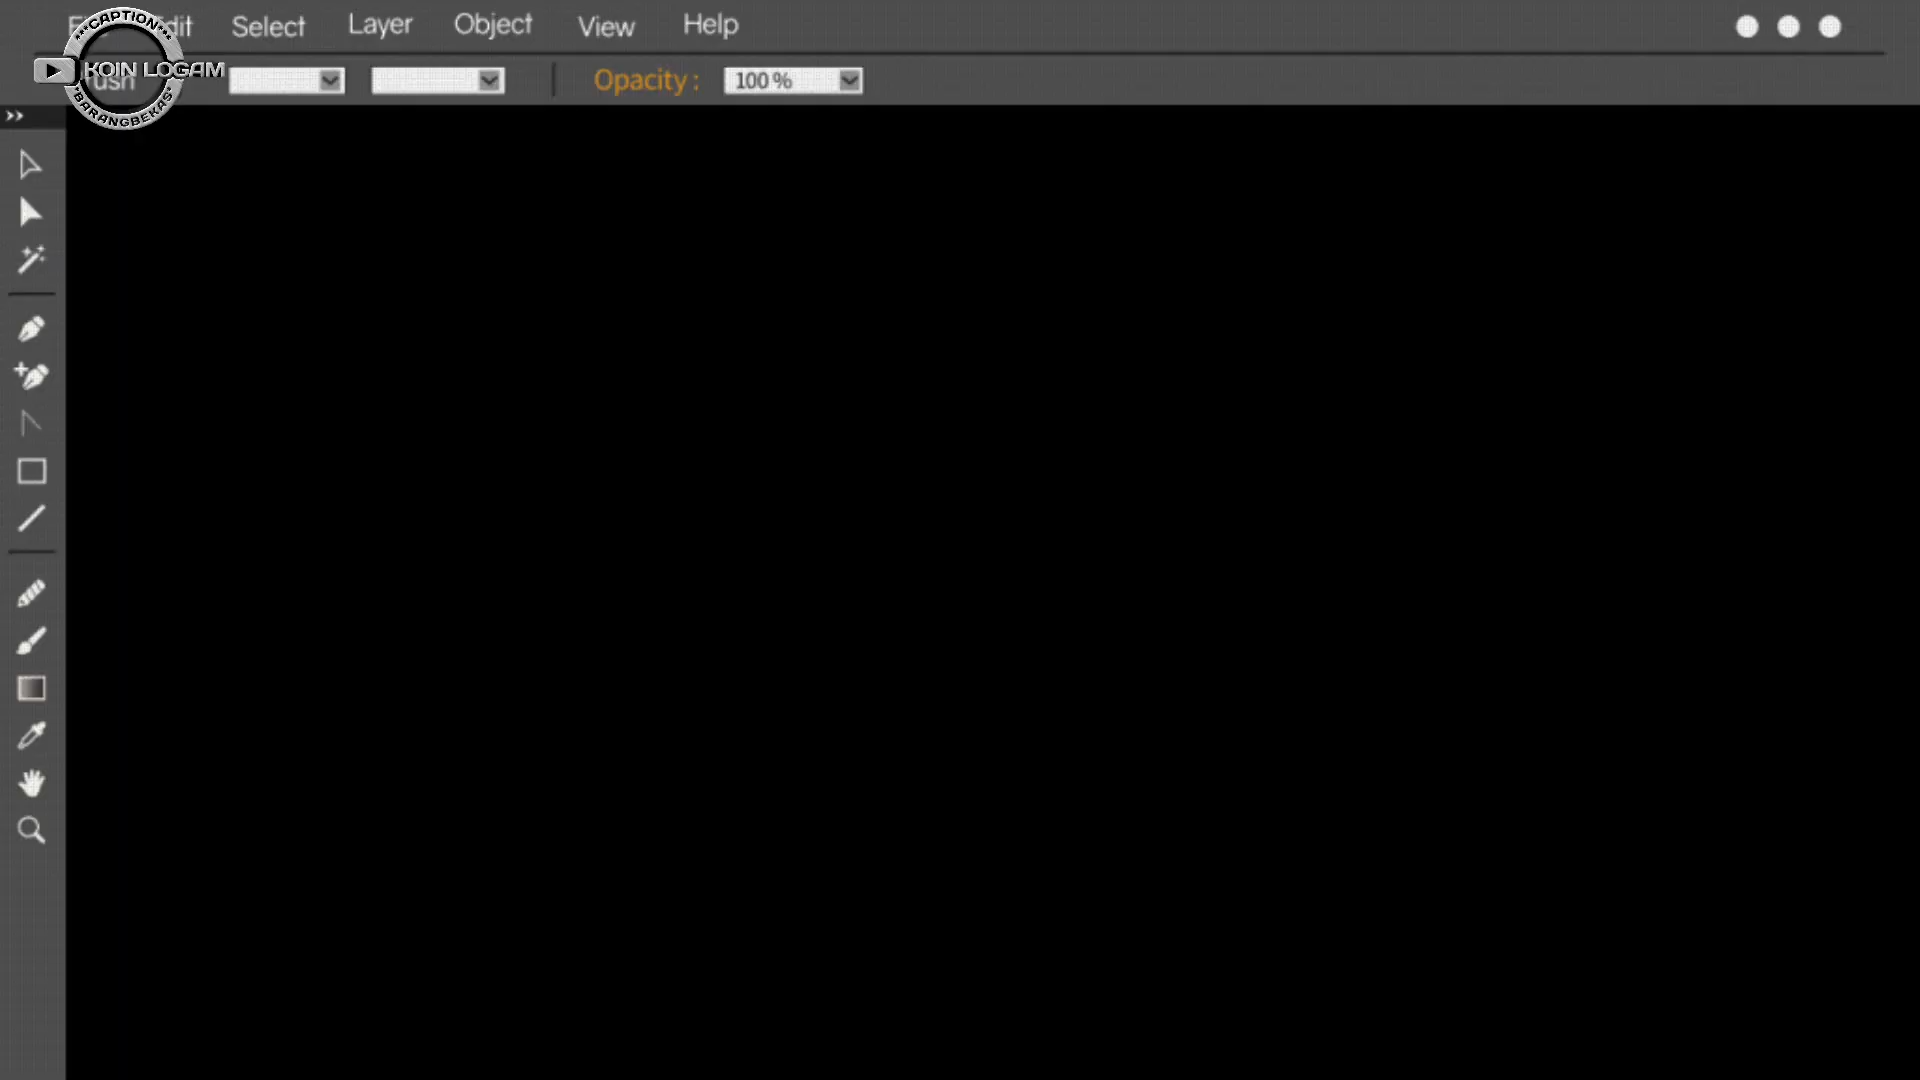 Select Layer Object View Help
CAPTION
KOIN LOGAM
BARANGBEKAS
Opacity : 100 %